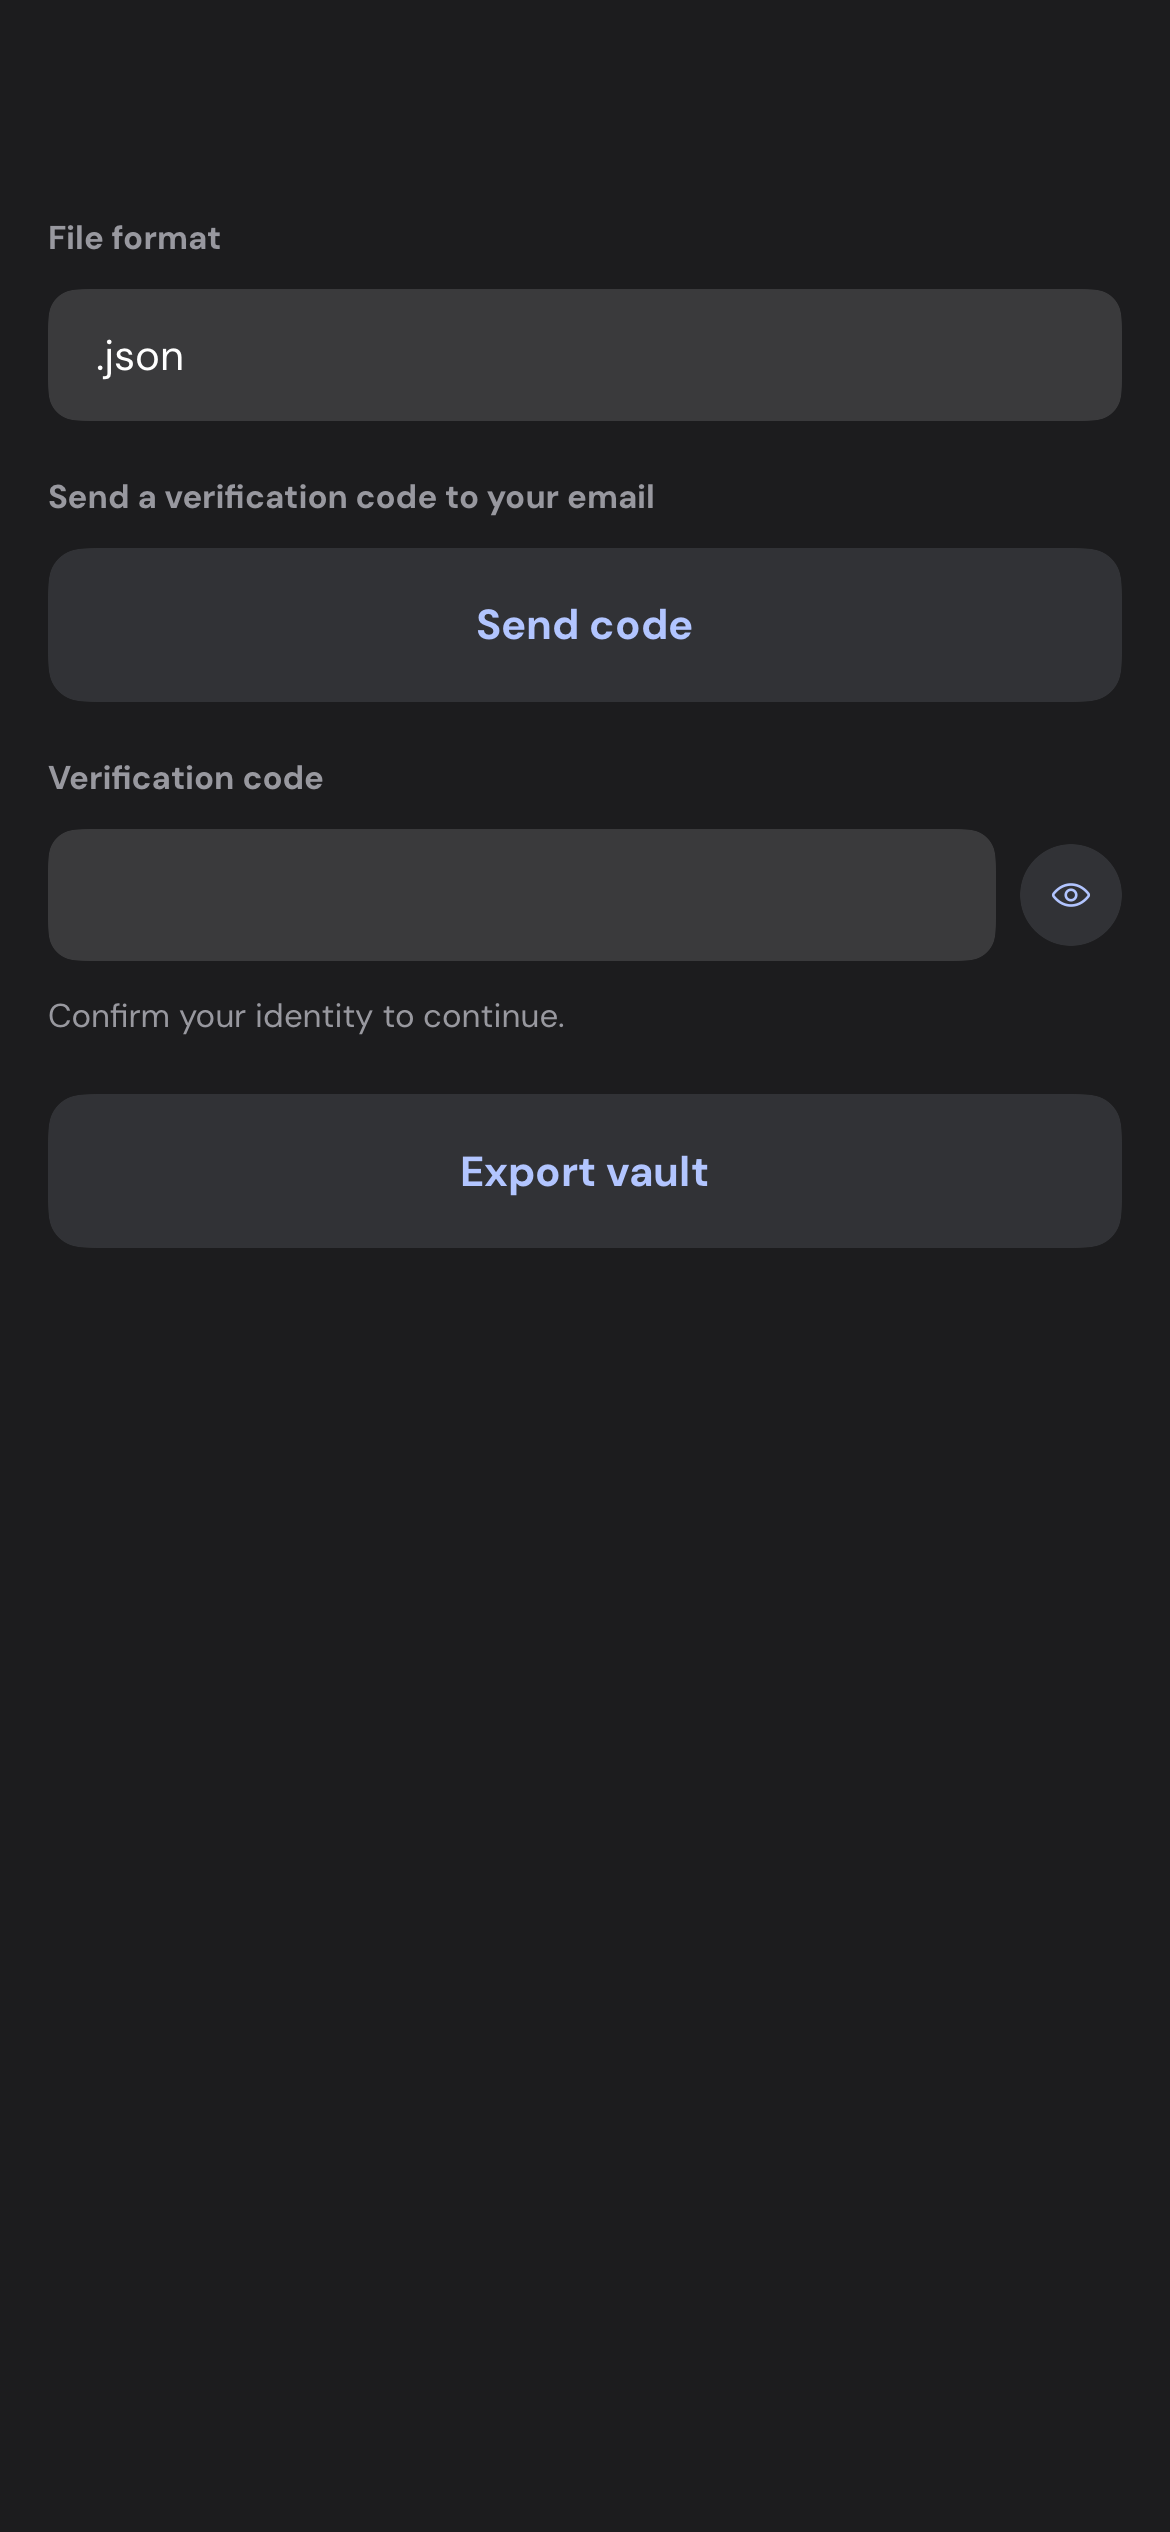 File format
.json
Send a verification code to your email
Send code
Verification code
Confirm your identity to continue.
Export vault